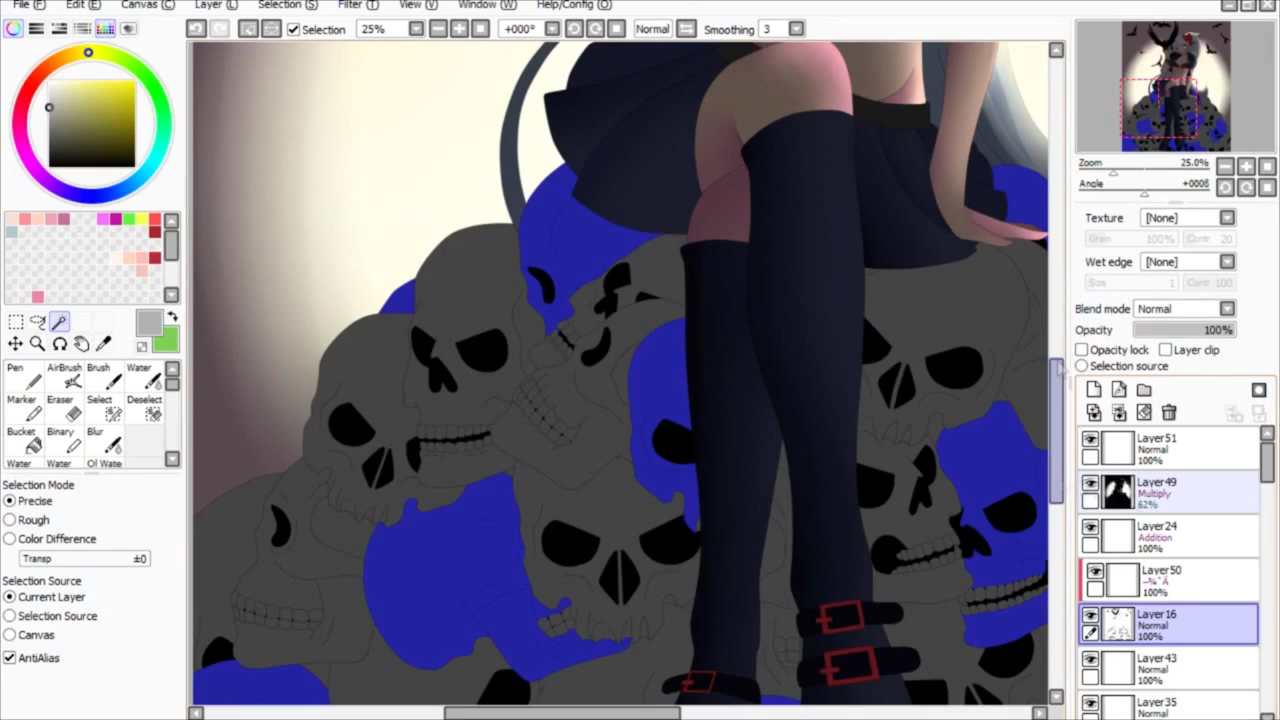 File (F) Edit (E) Canvas (C) Layer (L) Selection (S) Filter (T) View (V) Window (W) Help/Config (O)
Selection 25% +000° Normal Smoothing 3
Zoom 25.0%
Angle +000θ
Texture [None]
Grain 100% Contr 20
Wet edge [None]
Size 1 Contr 100
Blend mode Normal
Opacity 100%
Opacity lock Layer clip
Selection source
Pen AirBrush Brush Water
Marker Eraser Select Deselect
Bucket Binary Blur
Water Water Oil Wate
Selection Mode
Precise
Rough
Color Difference
Transp ±0
Selection Source
Current Layer
Selection Source
Canvas
AntiAlias
Layer51
Normal
100%
Layer49
Multiply
62%
Layer24
Addition
100%
Layer50
100%
Layer16
Normal
100%
Layer43
Normal
100%
Layer35
Normal